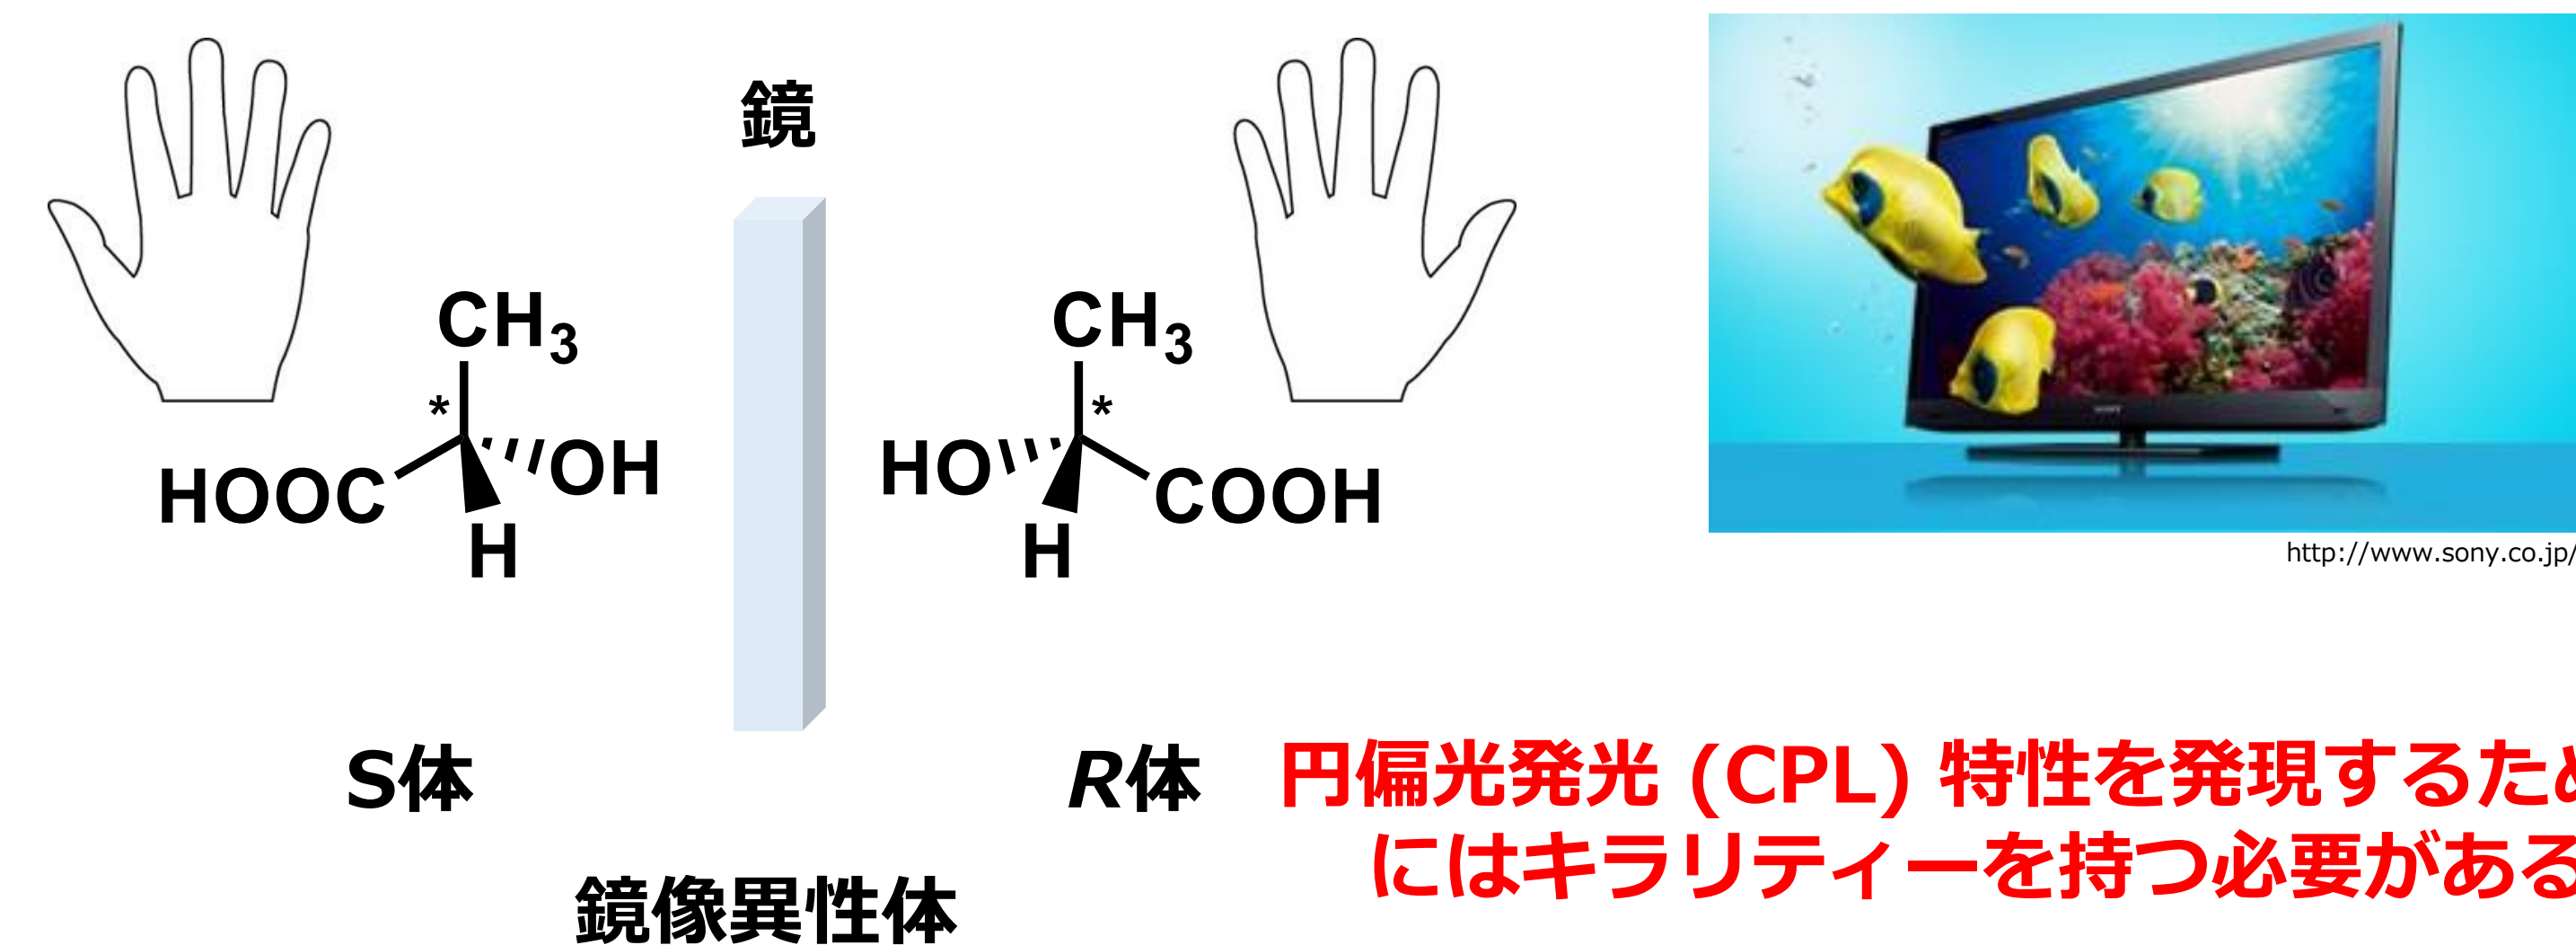 鏡
CH3
*
HOOC
OH
H
CH3
*
HO
COOH
H
SONY
http://www.sony.co.jp/
S体
R体
鏡像異性体
円偏光発光 (CPL) 特性を発現するため
にはキラリティーを持つ必要がある